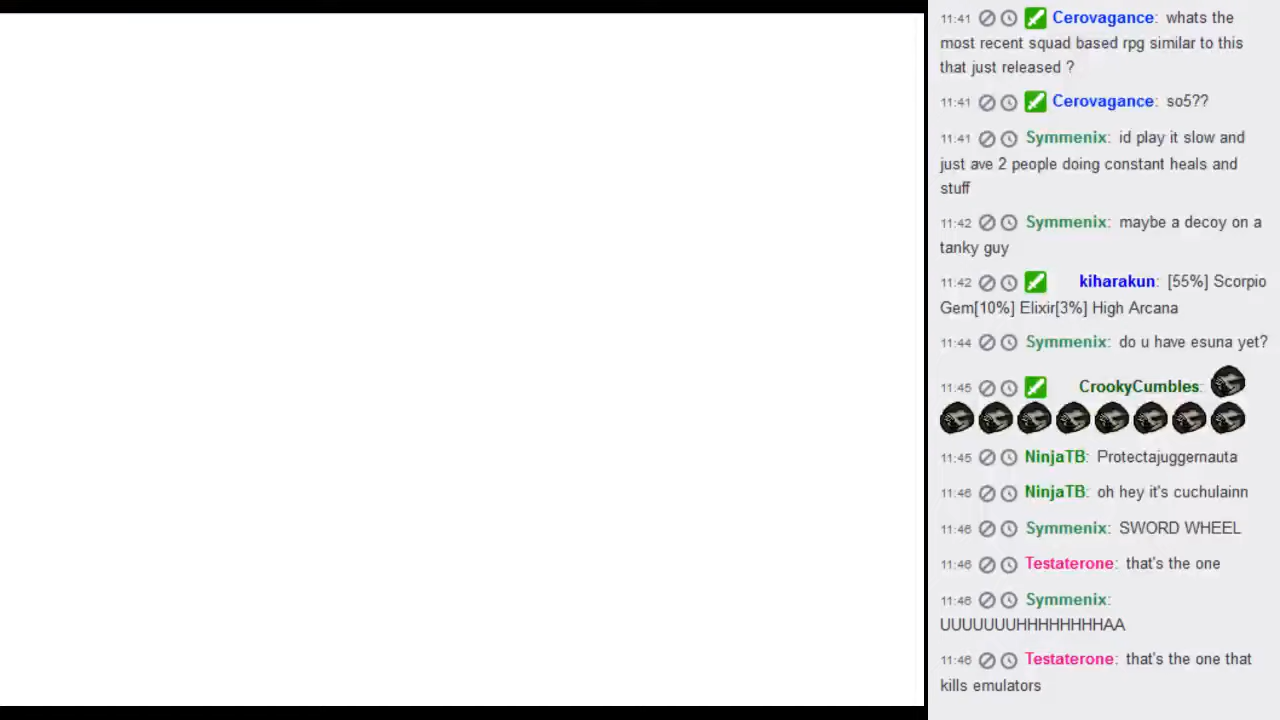 11:41 Cerovagance: whats the
most recent squad based rpg similar to this
that just released ?
11:41 Cerovagance: so5??
11:41 Symmenix: id play it slow and
just ave 2 people doing constant heals and
stuff
11:42 Symmenix: maybe a decoy on a
tanky guy
11:42 kiharakun: [55%] Scorpio
Gem[10%] Elixir[3%] High Arcana
11:44 Symmenix: do u have esuna yet?
11:45 CrookyCumbles:
11:45 NinjaTB: Protectajuggernauta
11:46 NinjaTB: oh hey it's cuchulainn
11:46 Symmenix: SWORD WHEEL
11:46 Testaterone: that's the one
11:46 Symmenix:
UUUUUUUHHHHHHHHAA
11:46 Testaterone: that's the one that
kills emulators